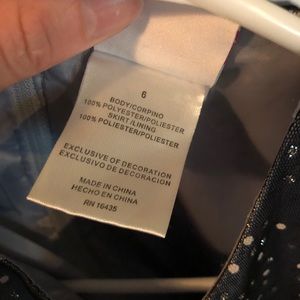 6
BODY/CORPINO
100% POLYESTER/POLIESTER
SKIRT/LINING
100% POLIESTER/POLYESTER
EXCLUSIVE OF DECORATION
EXCLUSIVO DE DECORACION
MADE IN CHINA
HECHO EN CHINA
RN 16435